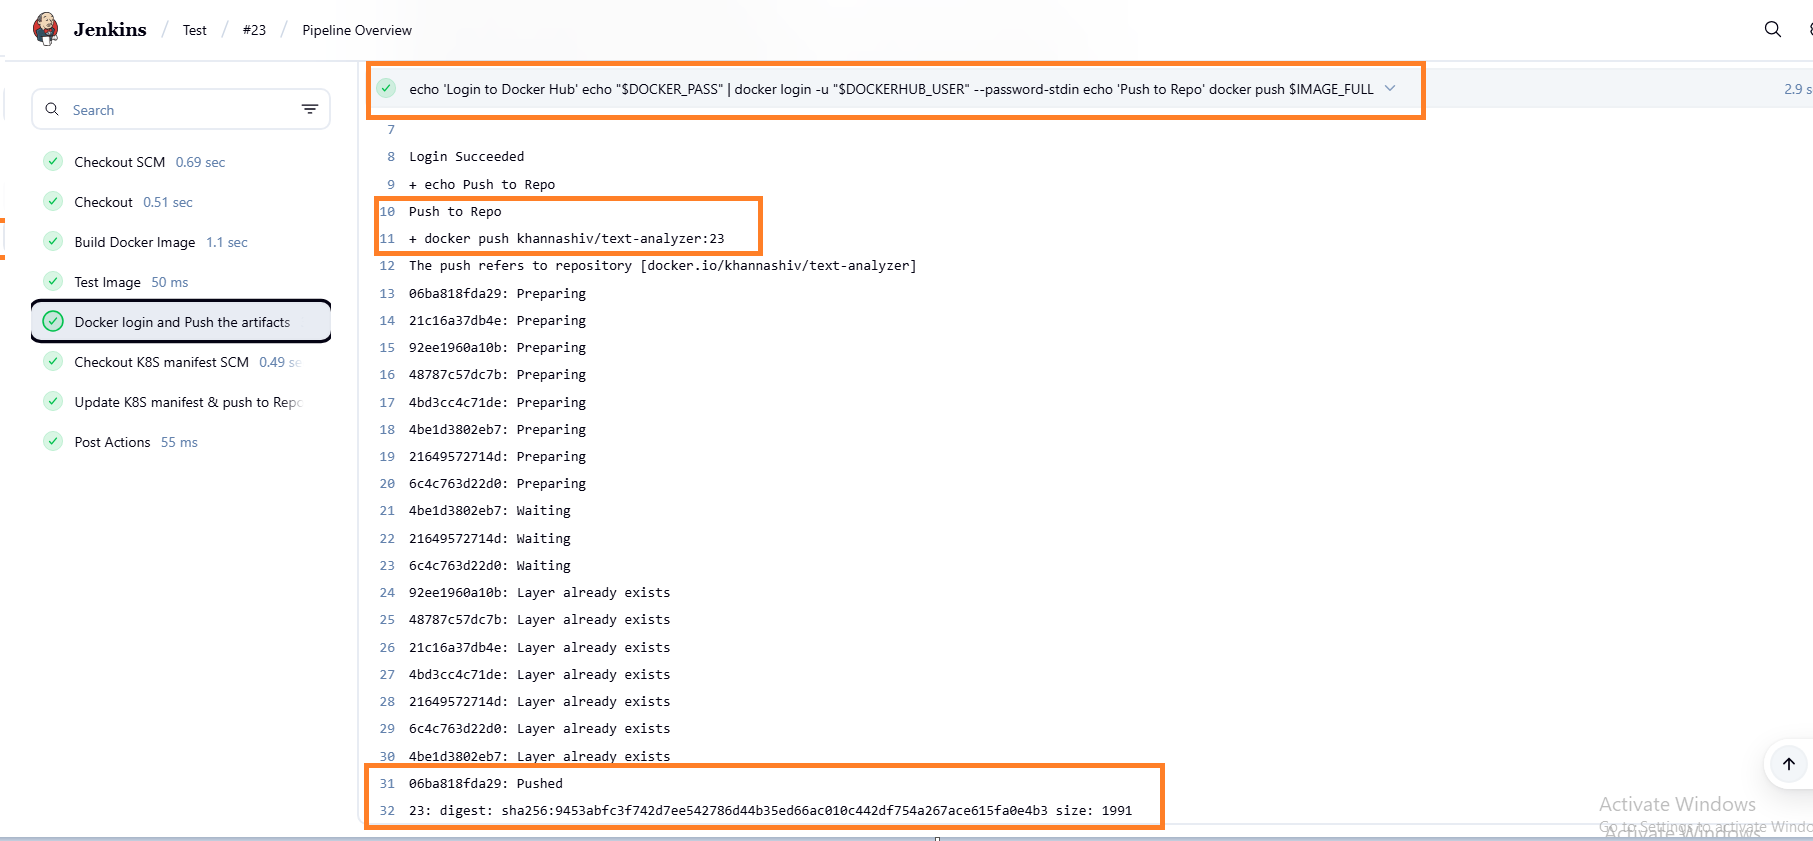 Jenkins / Test / #23 / Pipeline Overview
Search
Checkout SCM 0.69 sec
Checkout 0.51 sec
Build Docker Image 1.1 sec
Test Image 50 ms
Docker login and Push the artifacts
Checkout K8S manifest SCM 0.49 se
Update K8S manifest & push to Repo
Post Actions 55 ms
echo 'Login to Docker Hub' echo "$DOCKER_PASS" | docker login -u "$DOCKERHUB_USER" --password-stdin echo 'Push to Repo' docker push $IMAGE_FULL 2.9 s
7
8 Login Succeeded
9 + echo Push to Repo
10 Push to Repo
11 + docker push khannashiv/text-analyzer:23
12 The push refers to repository [docker.io/khannashiv/text-analyzer]
13 06ba818fda29: Preparing
14 21c16a37db4e: Preparing
15 92ee1960a10b: Preparing
16 48787c57dc7b: Preparing
17 4bd3cc4c71de: Preparing
18 4be1d3802eb7: Preparing
19 21649572714d: Preparing
20 6c4c763d22d0: Preparing
21 4be1d3802eb7: Waiting
22 21649572714d: Waiting
23 6c4c763d22d0: Waiting
24 92ee1960a10b: Layer already exists
25 48787c57dc7b: Layer already exists
26 21c16a37db4e: Layer already exists
27 4bd3cc4c71de: Layer already exists
28 21649572714d: Layer already exists
29 6c4c763d22d0: Layer already exists
30 4be1d3802eb7: Layer already exists
31 06ba818fda29: Pushed
32 23: digest: sha256:9453abfc3f742d7ee542786d44b35ed66ac010c442df754a267ace615fa0e4b3 size: 1991
Activate Windows
Go to Settings to activate Windo
Activate Windows